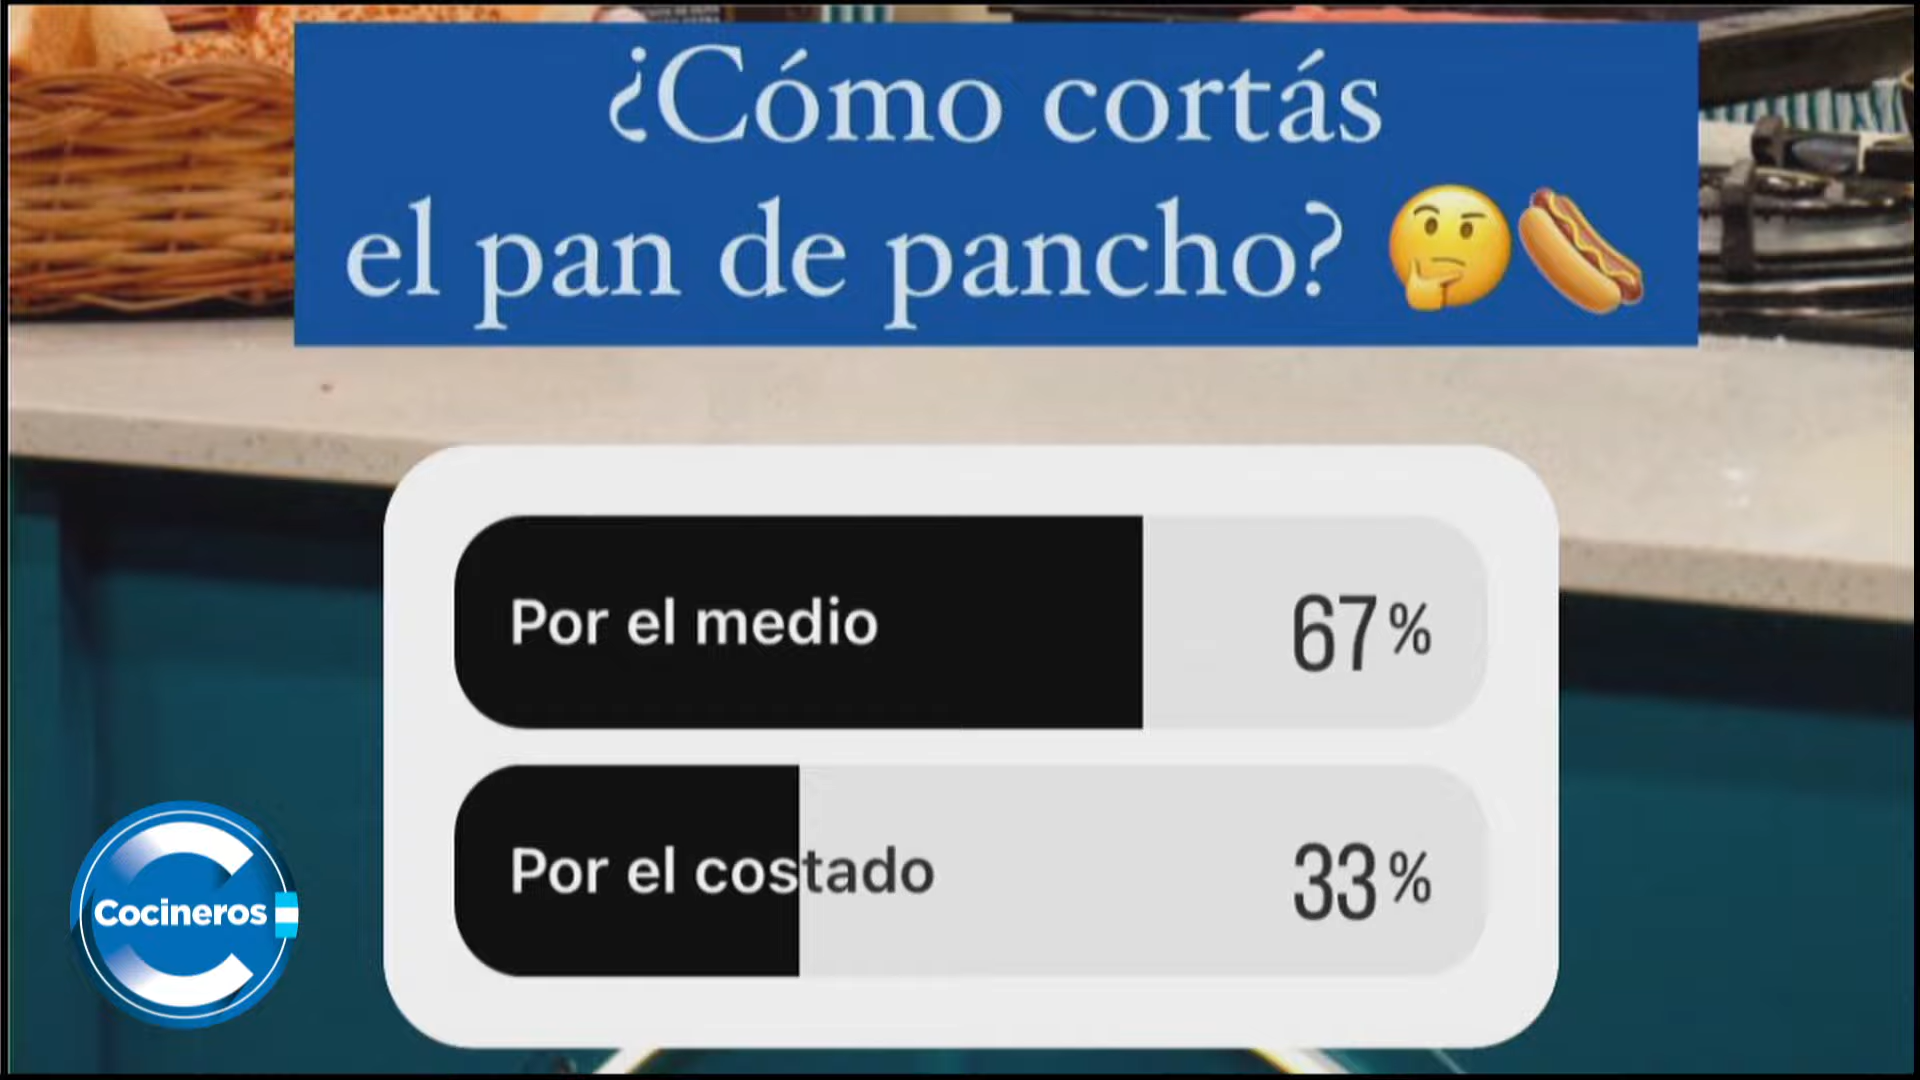 ¿Cómo cortás
el pan de pancho? 🤔🌭
Por el medio 67%
Por el costado 33%
Cocineros